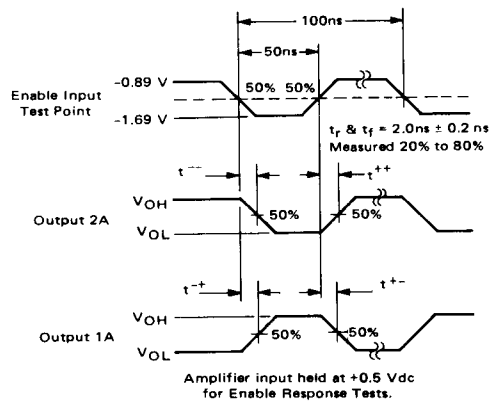 100ns
50ns
-0.89 V
50% 50%
Enable Input
Test Point
-1.69 V
tr & tf = 2.0ns ± 0.2 ns
Measured 20% to 80%
t-- t++
VOH
Output 2A
50% 50%
VOL
t-+ t+-
VOH
Output 1A
50% 50%
VOL
Amplifier input held at +0.5 Vdc
for Enable Response Tests.